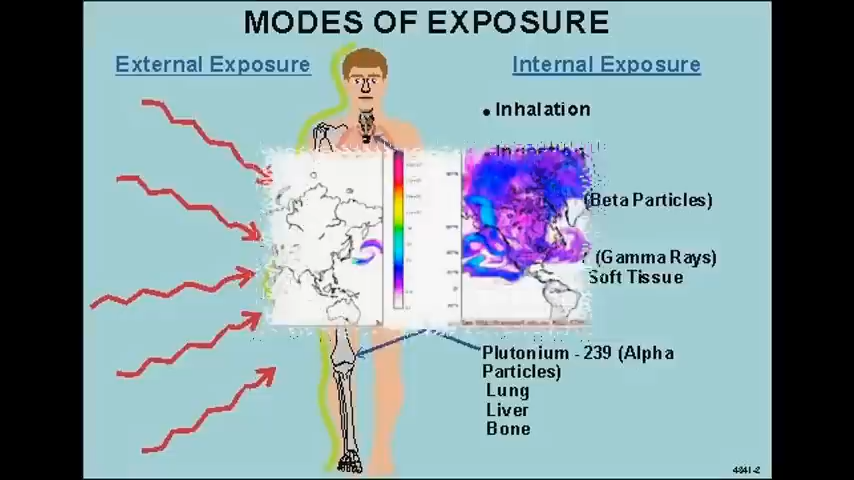 MODES OF EXPOSURE
External Exposure
Internal Exposure
• Inhalation
(Beta Particles)
(Gamma Rays)
Soft Tissue
Plutonium - 239 (Alpha
Particles)
Lung
Liver
Bone
4841-2